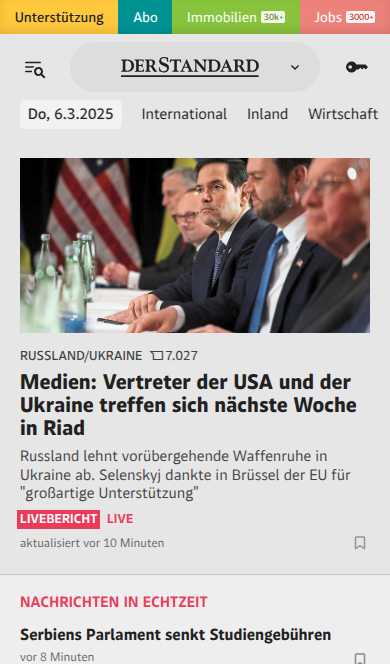 Unterstützung Abo Immobilien 30k+ Jobs 3000+
DERSTANDARD
Do, 6.3.2025 International Inland Wirtschaft
RUSSLAND/UKRAINE 7.027
Medien: Vertreter der USA und der
Ukraine treffen sich nächste Woche
in Riad
Russland lehnt vorübergehende Waffenruhe in
Ukraine ab. Selenskyj dankte in Brüssel der EU für
"großartige Unterstützung"
LIVEBERICHT LIVE
aktualisiert vor 10 Minuten
NACHRICHTEN IN ECHTZEIT
Serbiens Parlament senkt Studiengebühren
vor 8 Minuten